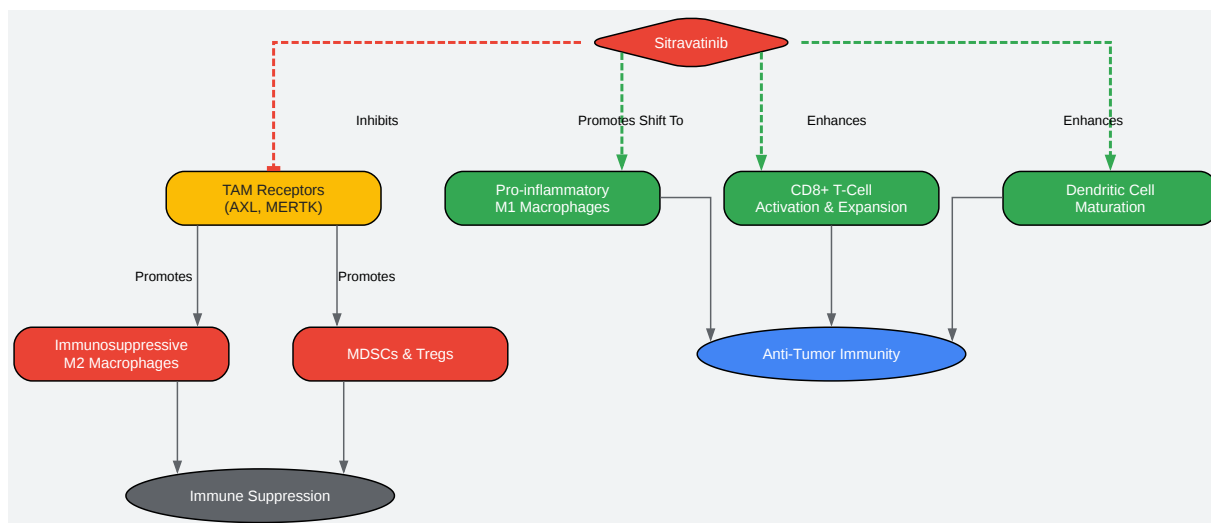 Sitravatinib
Inhibits
Promotes Shift To
Enhances
Enhances
TAM Receptors
(AXL, MERTK)
Pro-inflammatory
M1 Macrophages
CD8+ T-Cell
Activation & Expansion
Dendritic Cell
Maturation
Promotes
Promotes
Immunosuppressive
M2 Macrophages
MDSCs & Tregs
Anti-Tumor Immunity
Immune Suppression